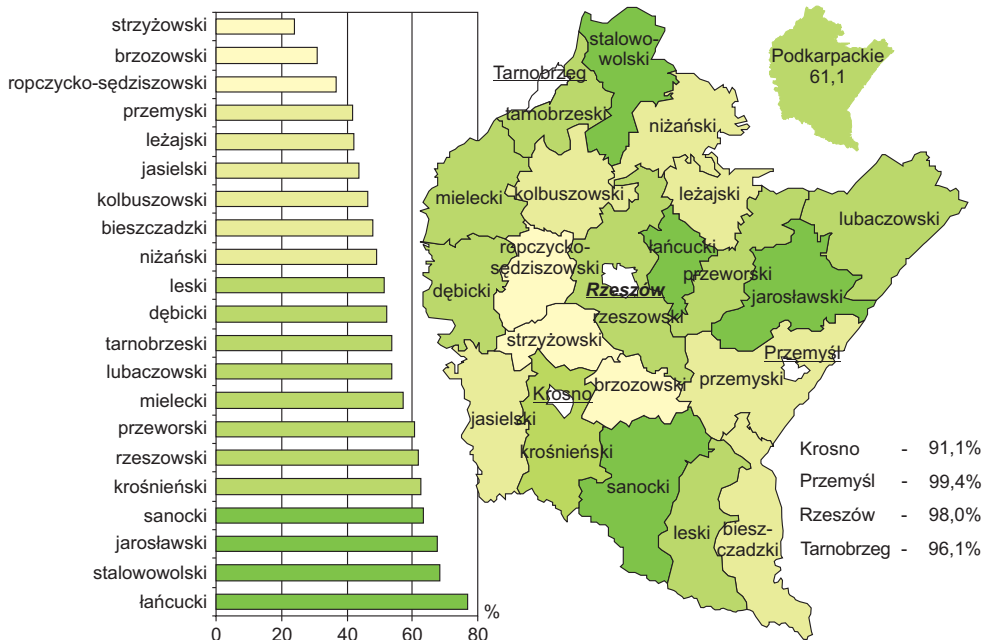 strzyżowski
brzozowski
ropczycko-sędziszowski
przemyski
leżajski
jasielski
kolbuszowski
bieszczadzki
niżański
leski
dębicki
tarnobrzeski
lubaczowski
mielecki
przeworski
rzeszowski
krośnieński
sanocki
jarosławski
stalowowolski
łańcucki
%
0 20 40 60 80
stalowo-
wolski
Tarnobrzeg
tarnobrzeski
niżański
mielecki
kolbuszowski
leżajski
lubaczowski
ropczycko-
sędziszowski
łańcucki
przeworski
dębicki
Rzeszów
jarosławski
rzeszowski
strzyżowski
Przemyśl
przemyski
brzozowski
Krosno
jasielski
krośnieński
sanocki
leski
biesz-
czadzki
Podkarpackie
61,1
Krosno - 91,1%
Przemyśl - 99,4%
Rzeszów - 98,0%
Tarnobrzeg - 96,1%